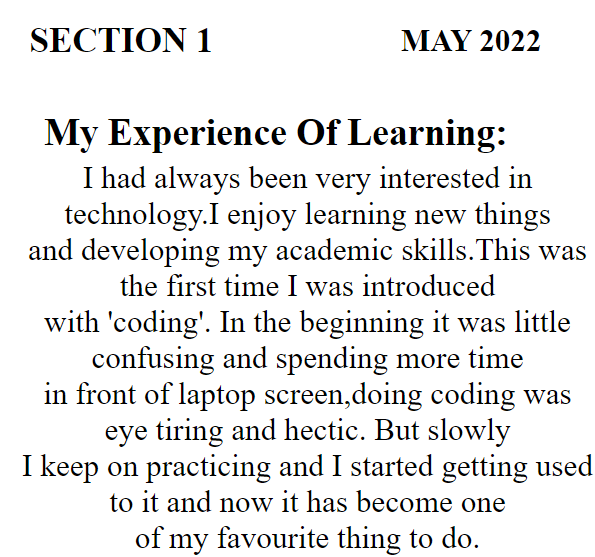 SECTION 1 MAY 2022
My Experience Of Learning:
I had always been very interested in
technology.I enjoy learning new things
and developing my academic skills.This was
the first time I was introduced
with 'coding'. In the beginning it was little
confusing and spending more time
in front of laptop screen,doing coding was
eye tiring and hectic. But slowly
I keep on practicing and I started getting used
to it and now it has become one
of my favourite thing to do.